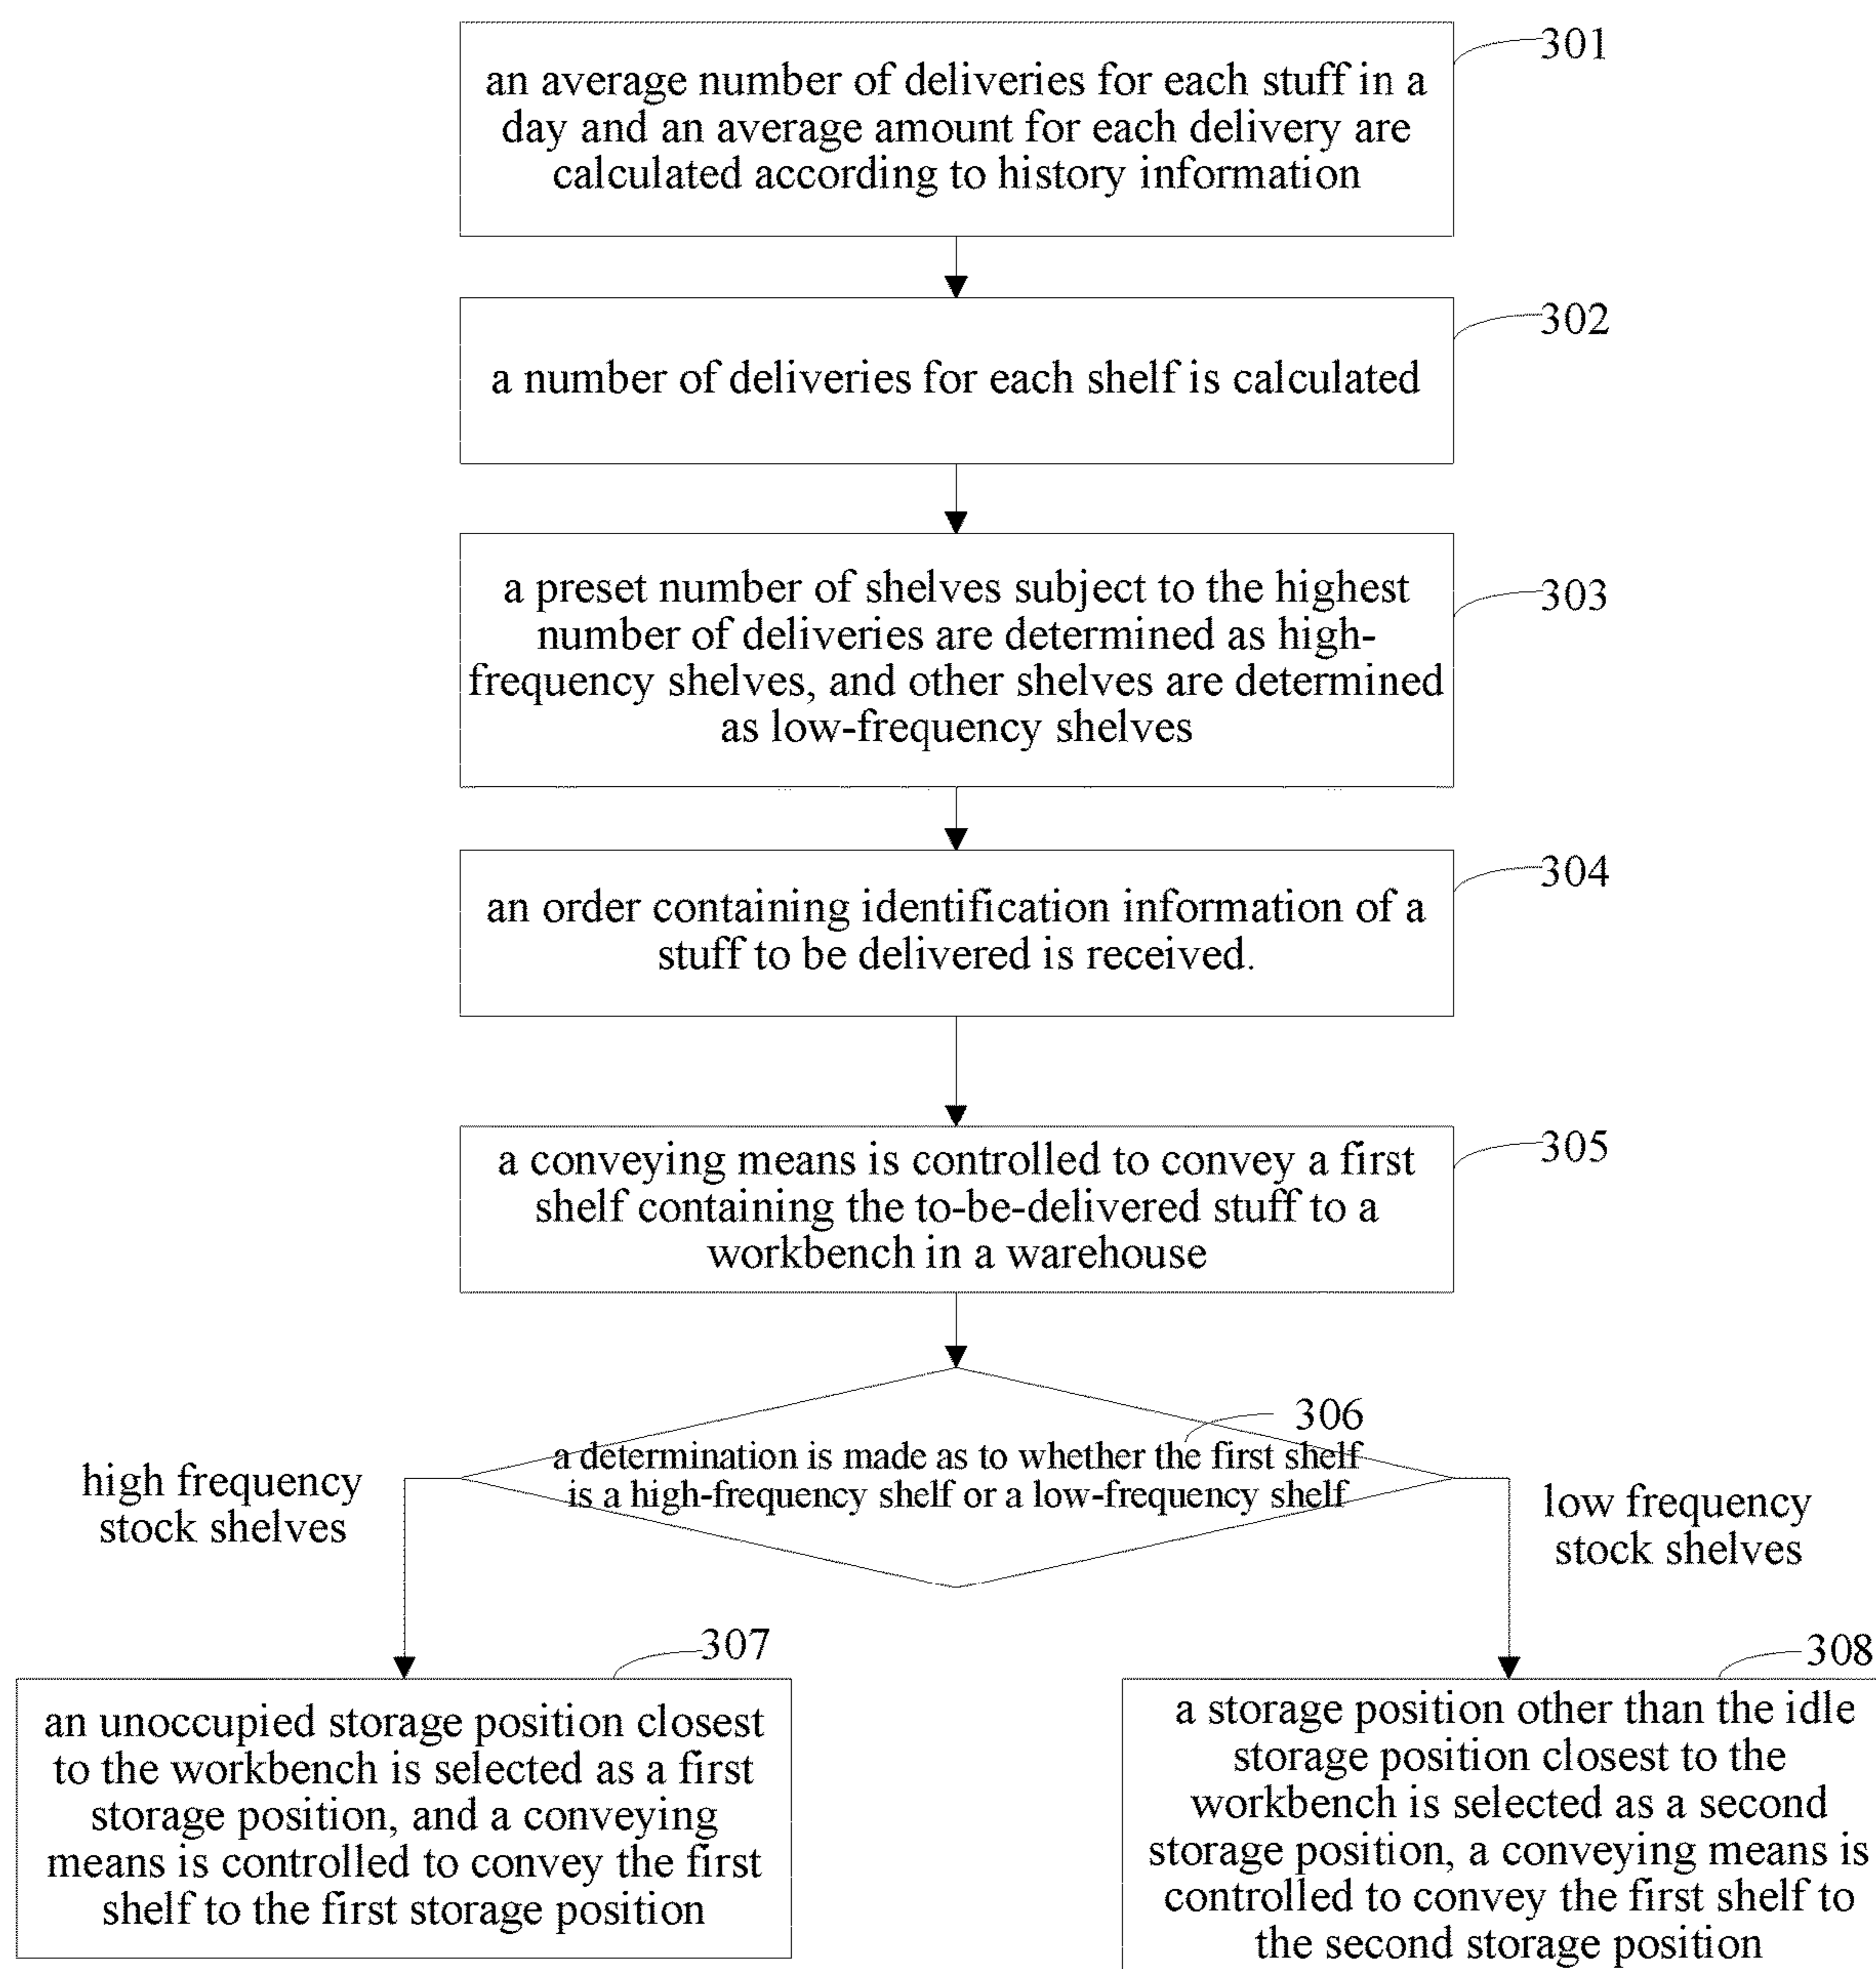 301
an average number of deliveries for each stuff in a
day and an average amount for each delivery are
calculated according to history information
302
a number of deliveries for each shelf is calculated
303
a preset number of shelves subject to the highest
number of deliveries are determined as high-
frequency shelves, and other shelves are determined
as low-frequency shelves
304
an order containing identification information of a
stuff to be delivered is received.
305
a conveying means is controlled to convey a first
shelf containing the to-be-delivered stuff to a
workbench in a warehouse
306
a determination is made as to whether the first shelf
is a high-frequency shelf or a low-frequency shelf
high frequency
stock shelves
low frequency
stock shelves
307
an unoccupied storage position closest
to the workbench is selected as a first
storage position, and a conveying
means is controlled to convey the first
shelf to the first storage position
308
a storage position other than the idle
storage position closest to the
workbench is selected as a second
storage position, a conveying means is
controlled to convey the first shelf to
the second storage position